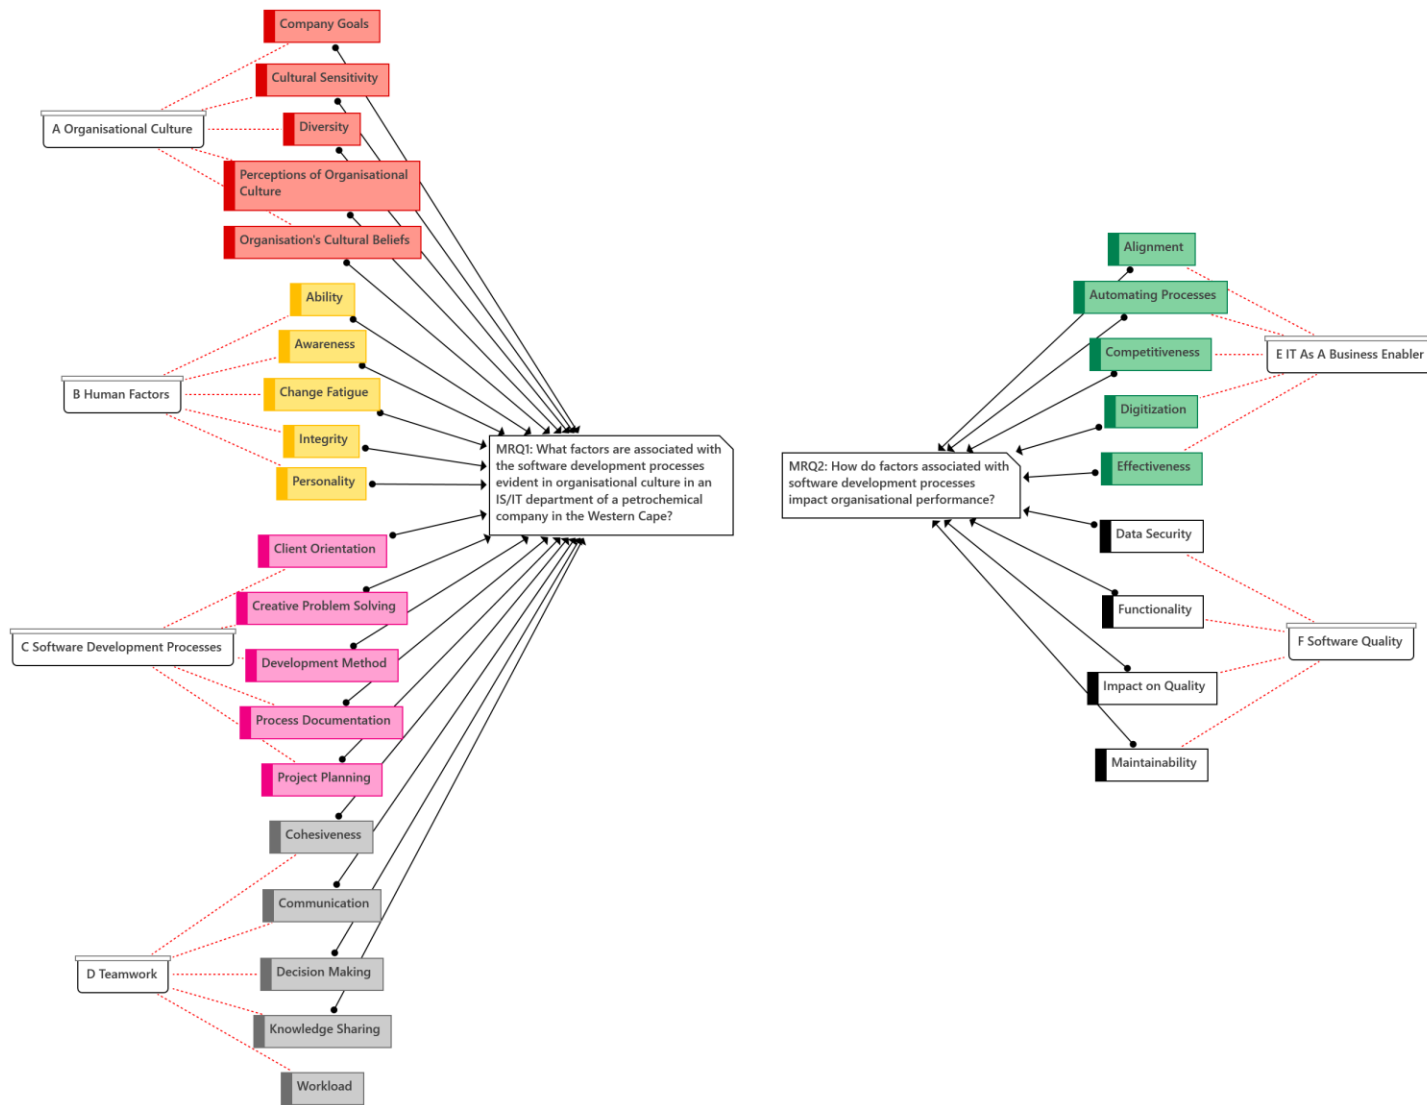 Company Goals
Cultural Sensitivity
A Organisational Culture
Diversity
Perceptions of Organisational
Culture
Organisation's Cultural Beliefs
Ability
Awareness
B Human Factors
Change Fatigue
Integrity
Personality
MRQ1: What factors are associated with
the software development processes
evident in organisational culture in an
IS/IT department of a petrochemical
company in the Western Cape?
Client Orientation
Creative Problem Solving
C Software Development Processes
Development Method
Process Documentation
Project Planning
Cohesiveness
Communication
D Teamwork
Decision Making
Knowledge Sharing
Workload
Alignment
Automating Processes
Competitiveness
E IT As A Business Enabler
Digitization
Effectiveness
MRQ2: How do factors associated with
software development processes
impact organisational performance?
Data Security
Functionality
F Software Quality
Impact on Quality
Maintainability